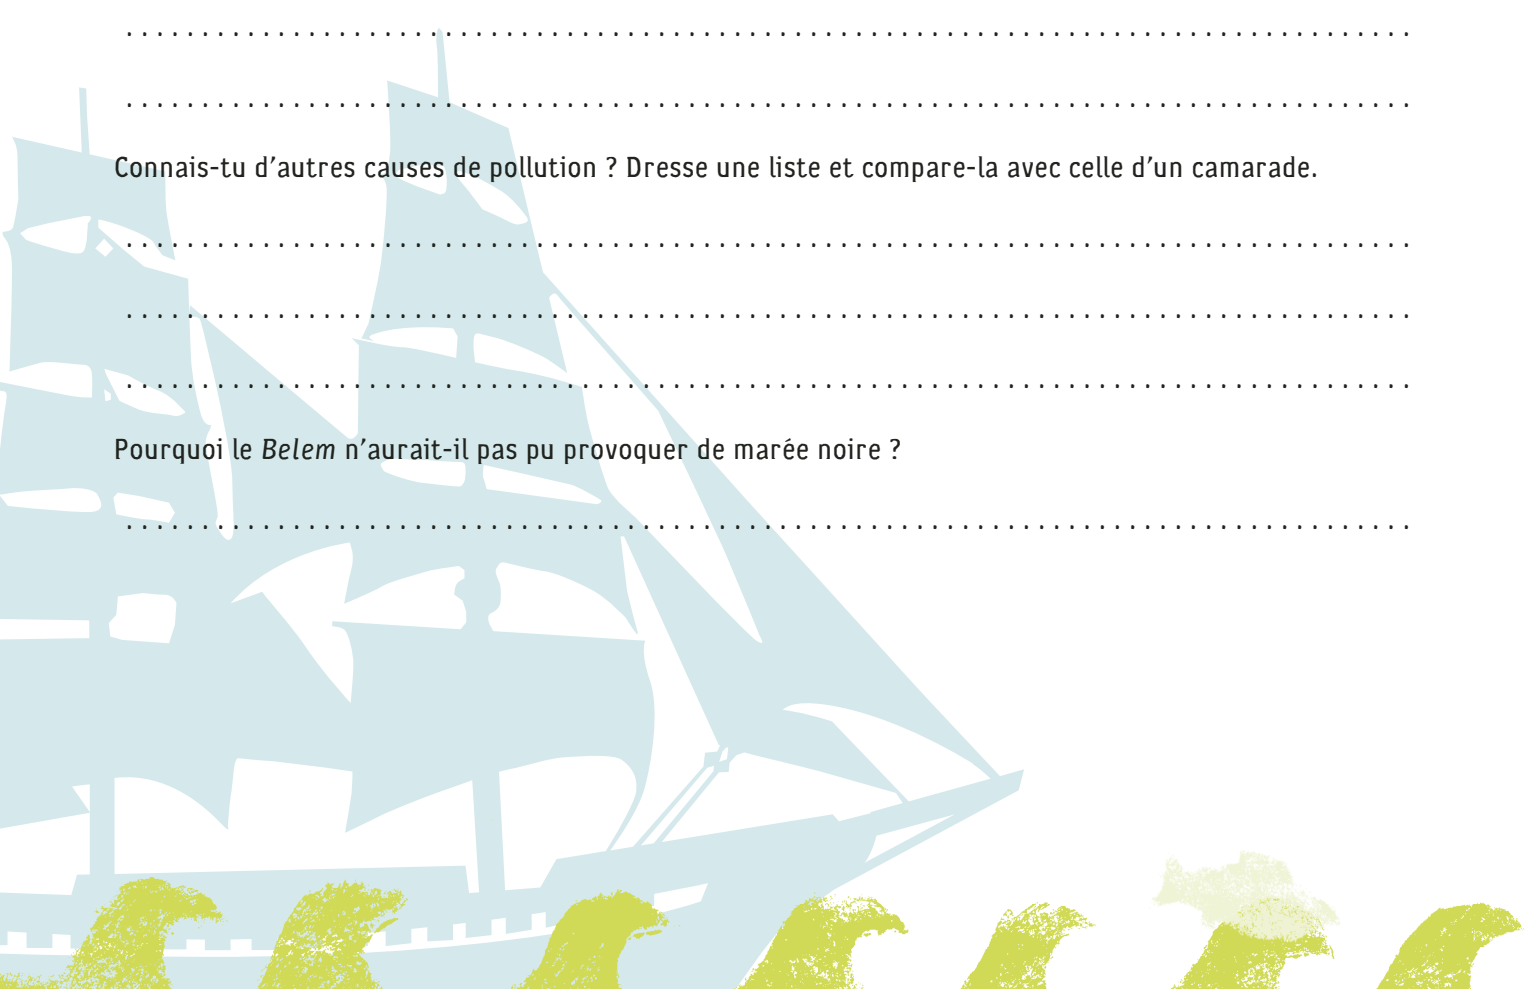 Connais-tu d’autres causes de pollution ? Dresse une liste et compare-la avec celle d’un camarade.
Pourquoi le Belem n’aurait-il pas pu provoquer de marée noire ?